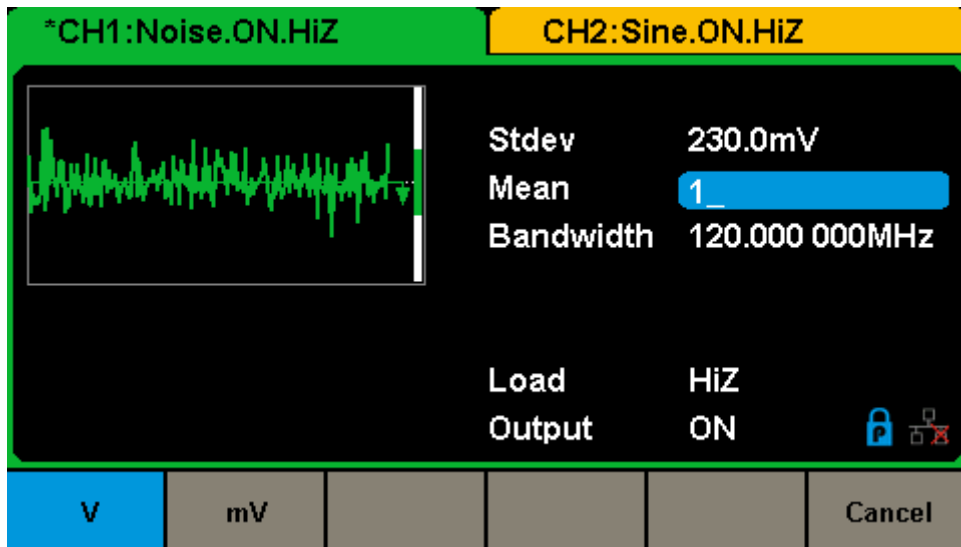 *CH1:Noise.ON.HiZ CH2:Sine.ON.HiZ
Stdev 230.0mV
Mean 1_
Bandwidth 120.000 000MHz
Load HiZ
Output ON P
V mV Cancel